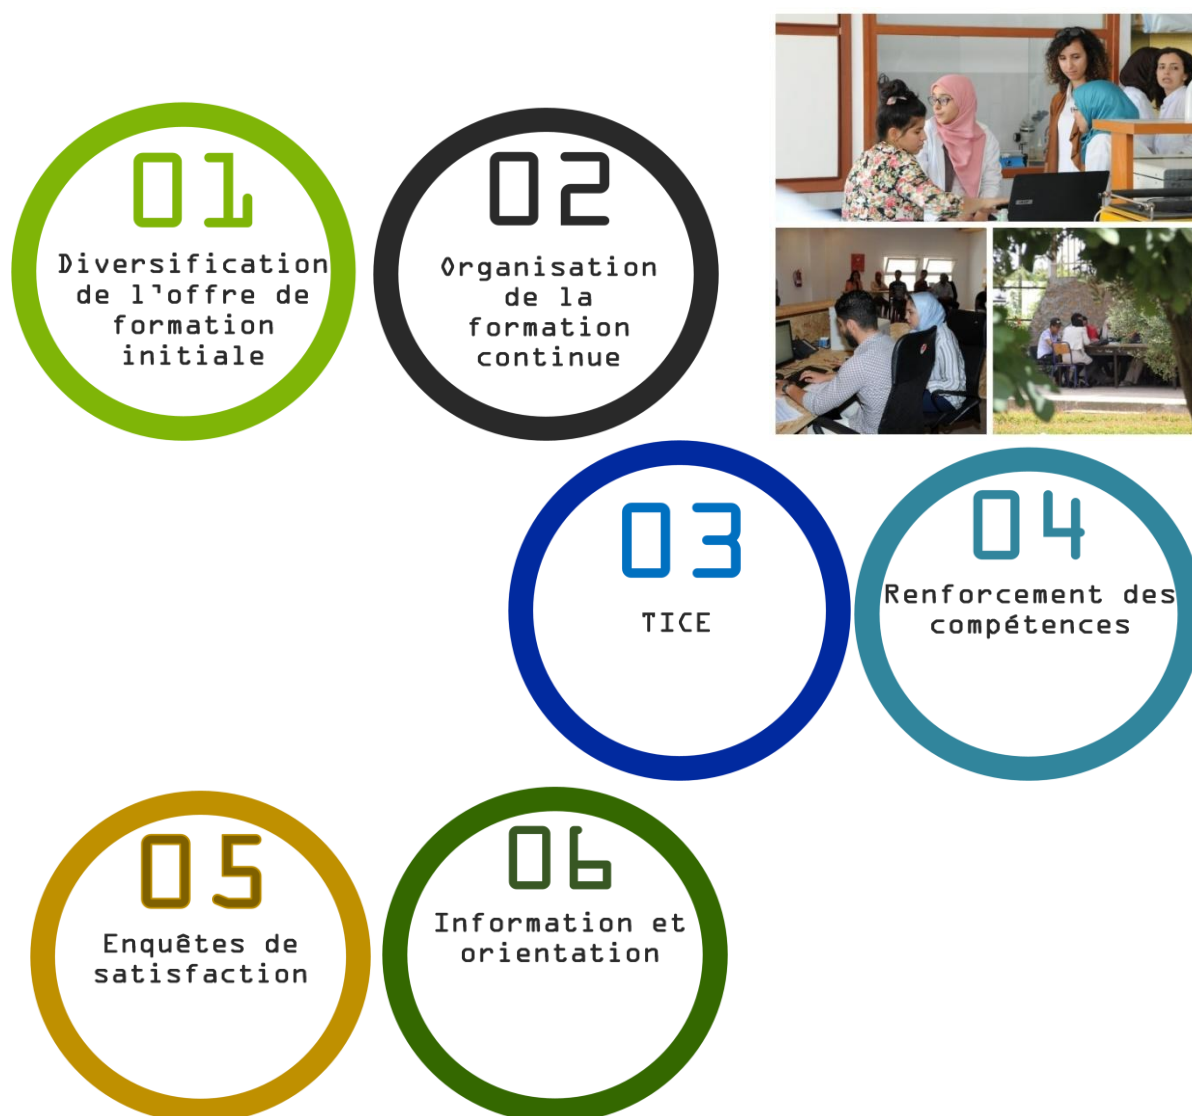 01
Diversification
de l'offre de
formation
initiale
02
Organisation
de la
formation
continue
03
TICE
04
Renforcement des
compétences
05
Enquêtes de
satisfaction
06
Information et
orientation